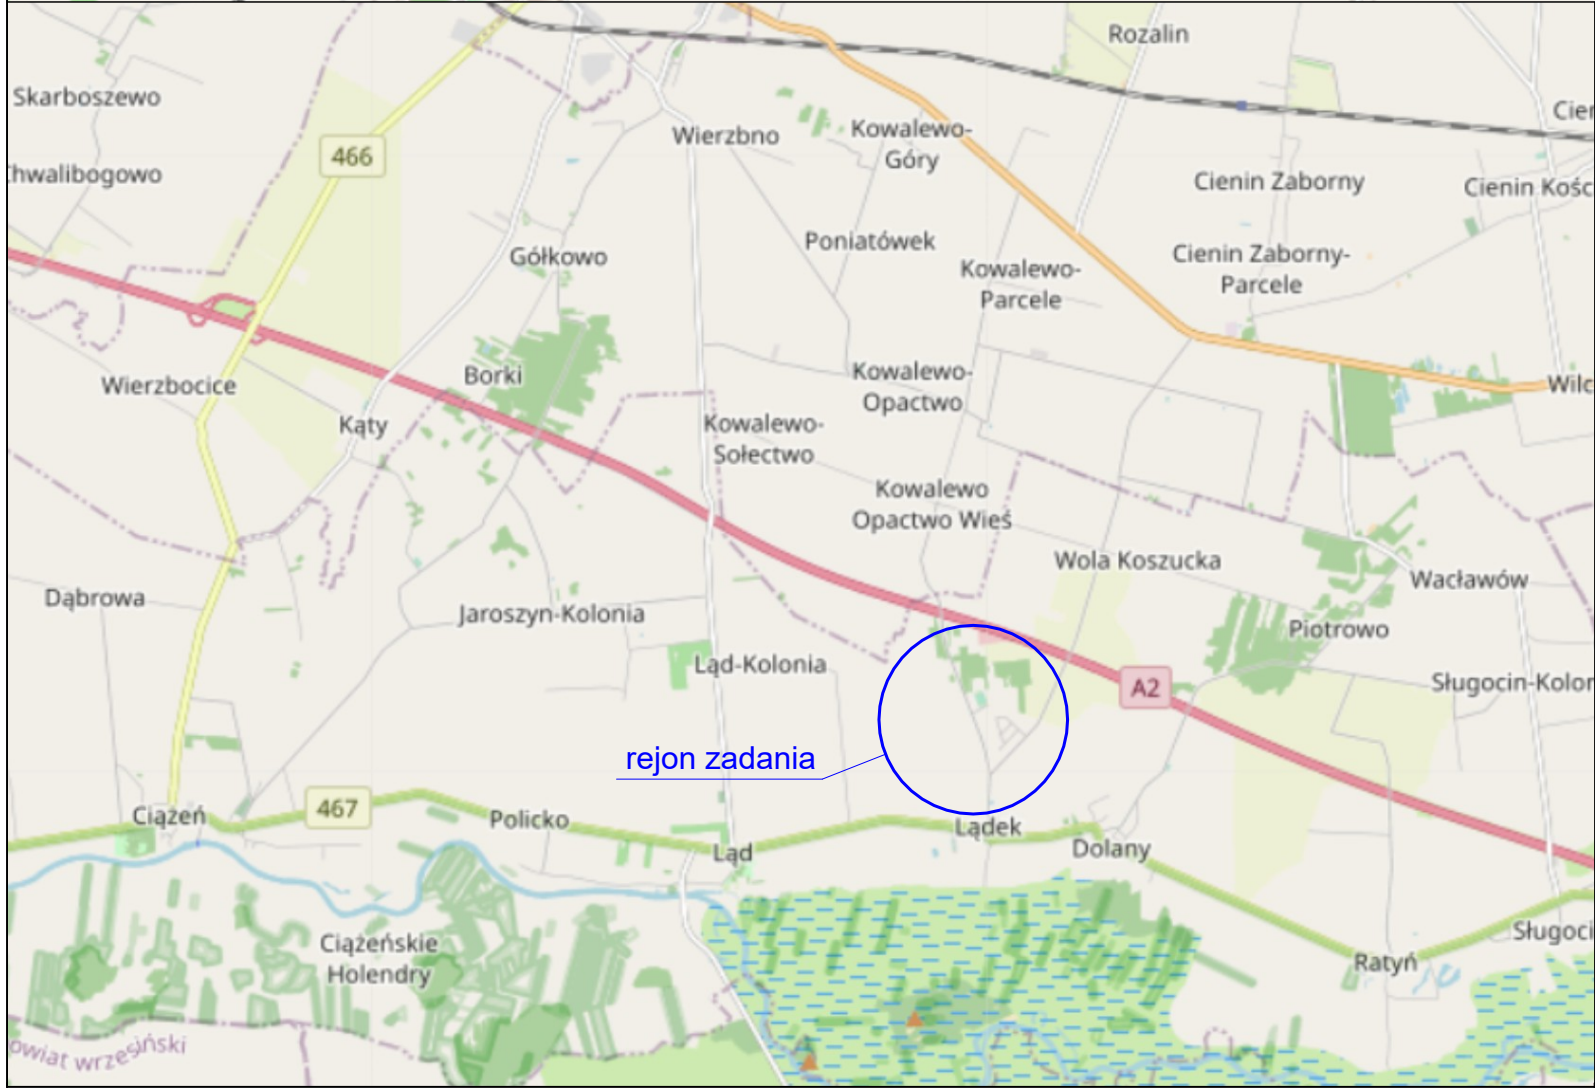 Rozalin
Skarboszewo
Cien
Wierzbno
Kowalewo-
Góry
466
Chwalibogowo
Cienin Zaborny
Cienin Kośc
Poniatówek
Gółkowo
Cienin Zaborny-
Parcele
Kowalewo-
Parcele
Wierzbocice
Borki
Kowalewo-
Opactwo
Wilc
Kąty
Kowalewo-
Sołectwo
Kowalewo
Opactwo Wieś
Wola Koszucka
Wacławów
Dąbrowa
Jaroszyn-Kolonia
Piotrowo
Ląd-Kolonia
A2
Sługocin-Kolon
rejon zadania
467
Ciążeń
Policko
Lądek
Ląd
Dolany
Ciążeńskie
Holendry
Sługoci
Ratyń
owiat wrzesiński